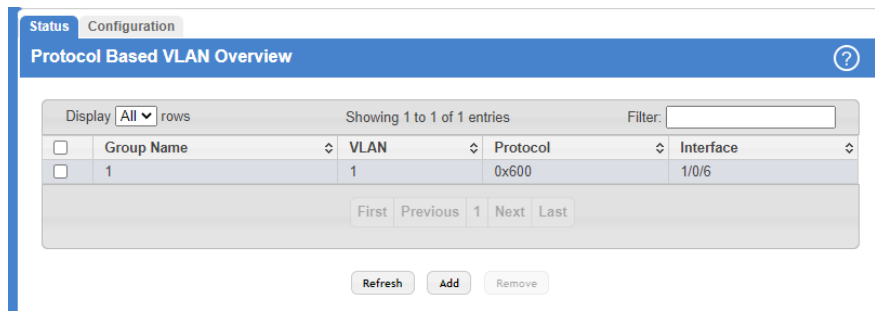 Status Configuration
Protocol Based VLAN Overview ?
Display All rows Showing 1 to 1 of 1 entries Filter:
Group Name VLAN Protocol Interface
1 1 0x600 1/0/6
First Previous 1 Next Last
Refresh Add Remove